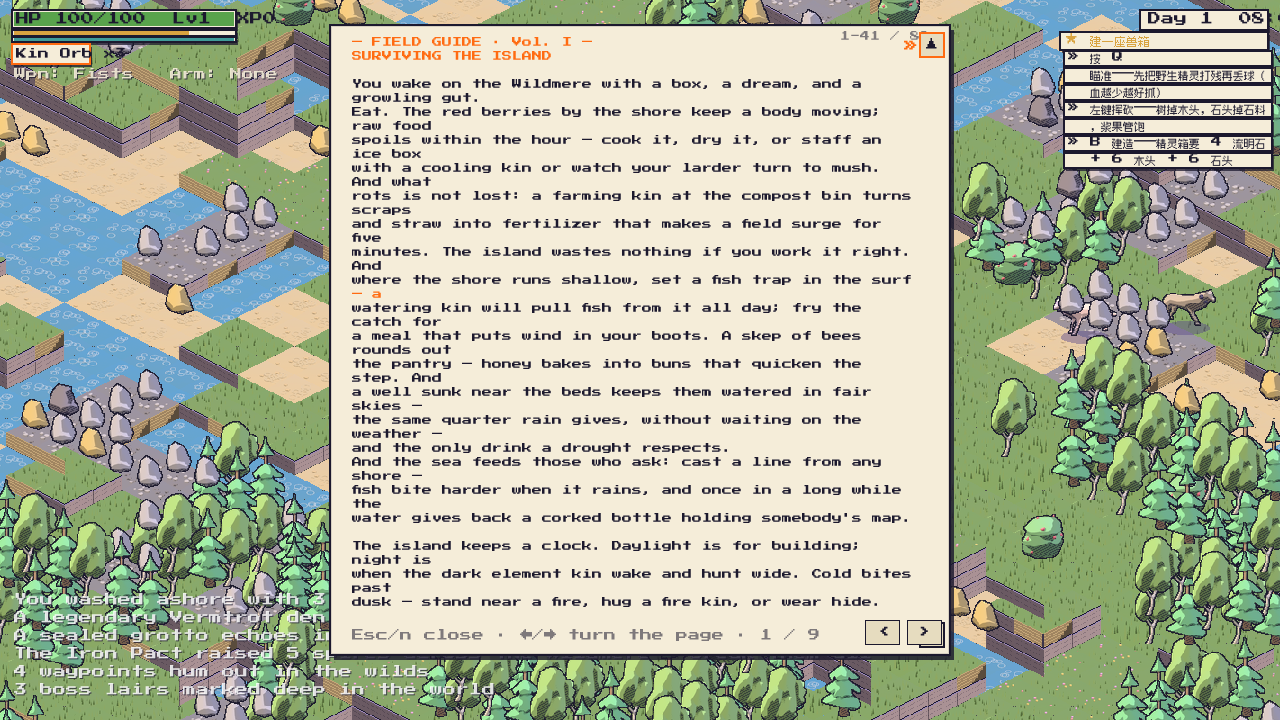 HP 100/100 Lv1 XP0
Kin Orb x3
Wpn: Fists Arm: None
— FIELD GUIDE · Vol. I —
SURVIVING THE ISLAND
1-41 /
You wake on the Wildmere with a box, a dream, and a
growling gut.
Eat. The red berries by the shore keep a body moving;
raw food
spoils within the hour — cook it, dry it, or staff an
ice box
with a cooling kin or watch your larder turn to mush.
And what
rots is not lost: a farming kin at the compost bin turns
scraps
and straw into fertilizer that makes a field surge for
five
minutes. The island wastes nothing if you work it right.
And
where the shore runs shallow, set a fish trap in the surf
— a
watering kin will pull fish from it all day; fry the
catch for
a meal that puts wind in your boots. A skep of bees
rounds out
the pantry — honey bakes into buns that quicken the
step. And
a well sunk near the beds keeps them watered in fair
skies —
the same quarter rain gives, without waiting on the
weather —
and the only drink a drought respects.
And the sea feeds those who ask: cast a line from any
shore —
fish bite harder when it rains, and once in a long while
the
water gives back a corked bottle holding somebody's map.
The island keeps a clock. Daylight is for building;
night is
when the dark element kin wake and hunt wide. Cold bites
past
dusk — stand near a fire, hug a fire kin, or wear hide.
Esc/n close · ←/→ turn the page · 1 / 9
Day 1 08
★ 建一座兽箱
» 按 Q
瞄准——先把野生精灵打残再丢球（
血越少越好抓）
» 左键挥砍——树掉木头，石头掉石料
，浆果管饱
» B 建造——精灵箱要 4 流明石
+ 6 木头 + 6 石头
You washed ashore with 3
legendary Vermifrid den
A sealed grotto
The Iron Pact raised 5
4 waypoints hum out in the wilds
3 boss lairs marked deep in the world